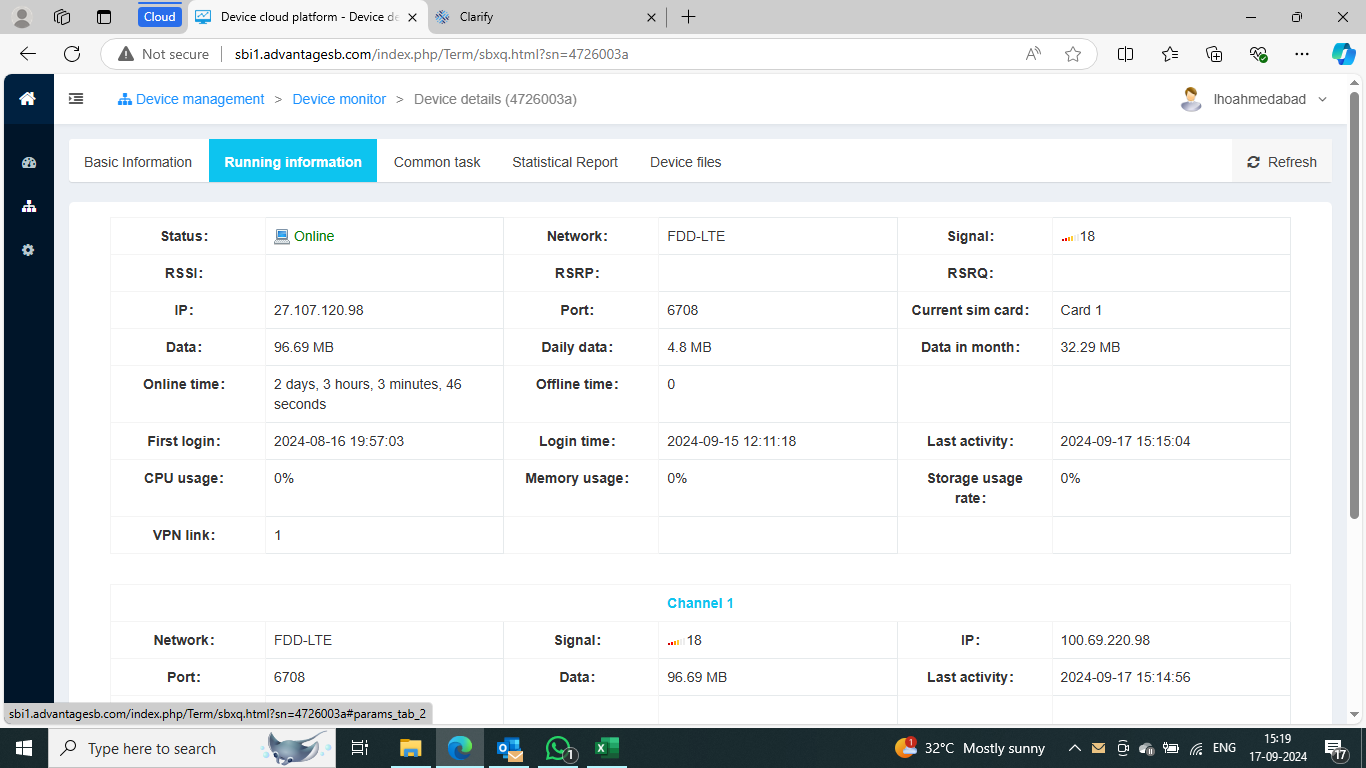 Cloud
Device cloud platform - Device de
Clarify
Not secure
sbi1.advantagesb.com/index.php/Term/sbxq.html?sn=4726003a
Device management > Device monitor > Device details (4726003a)
lhoahmedabad
Basic Information
Running information
Common task
Statistical Report
Device files
Refresh
Status: Online Network: FDD-LTE Signal: 18
RSSI: RSRP: RSRQ:
IP: 27.107.120.98 Port: 6708 Current sim card: Card 1
Data: 96.69 MB Daily data: 4.8 MB Data in month: 32.29 MB
Online time: 2 days, 3 hours, 3 minutes, 46 Offline time: 0
seconds
First login: 2024-08-16 19:57:03 Login time: 2024-09-15 12:11:18 Last activity: 2024-09-17 15:15:04
CPU usage: 0% Memory usage: 0% Storage usage 0%
rate:
VPN link: 1
Channel 1
Network: FDD-LTE Signal: 18 IP: 100.69.220.98
Port: 6708 Data: 96.69 MB Last activity: 2024-09-17 15:14:56
sbi1.advantagesb.com/index.php/Term/sbxq.html?sn=4726003a#params_tab_2
Type here to search
1
1
32°C Mostly sunny
ENG
15:19
17-09-2024
17